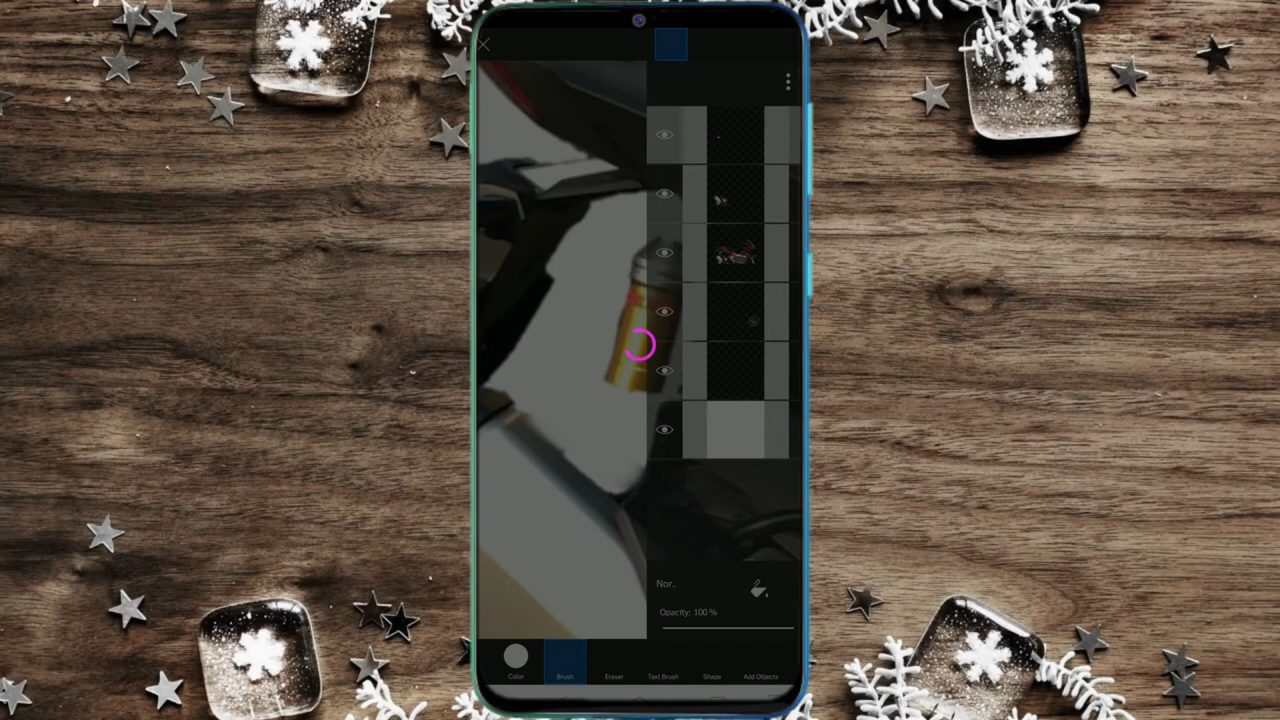 Nor..
Opacity: 100 %
Color
Brush
Eraser
Text Brush
Shape
Add Objects